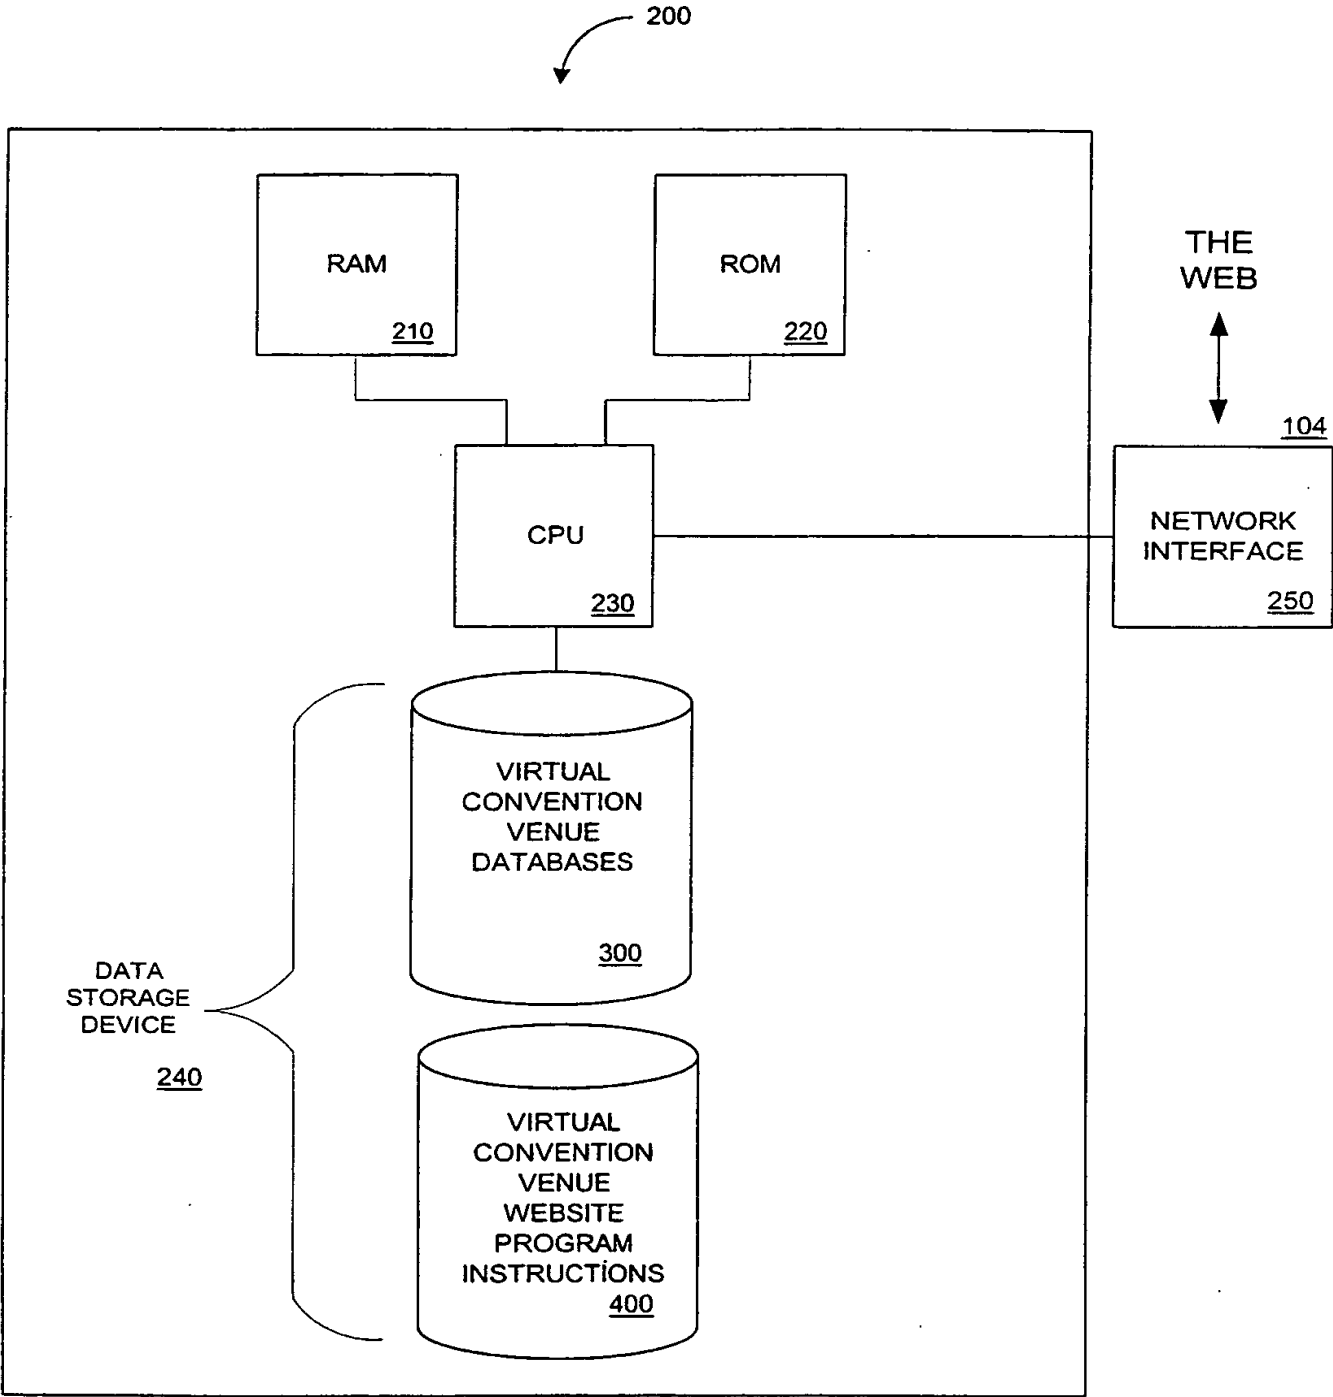 200
RAM
210
ROM
220
THE
WEB
104
NETWORK
INTERFACE
250
CPU
230
VIRTUAL
CONVENTION
VENUE
DATABASES
300
DATA
STORAGE
DEVICE
240
VIRTUAL
CONVENTION
VENUE
WEBSITE
PROGRAM
INSTRUCTIONS
400